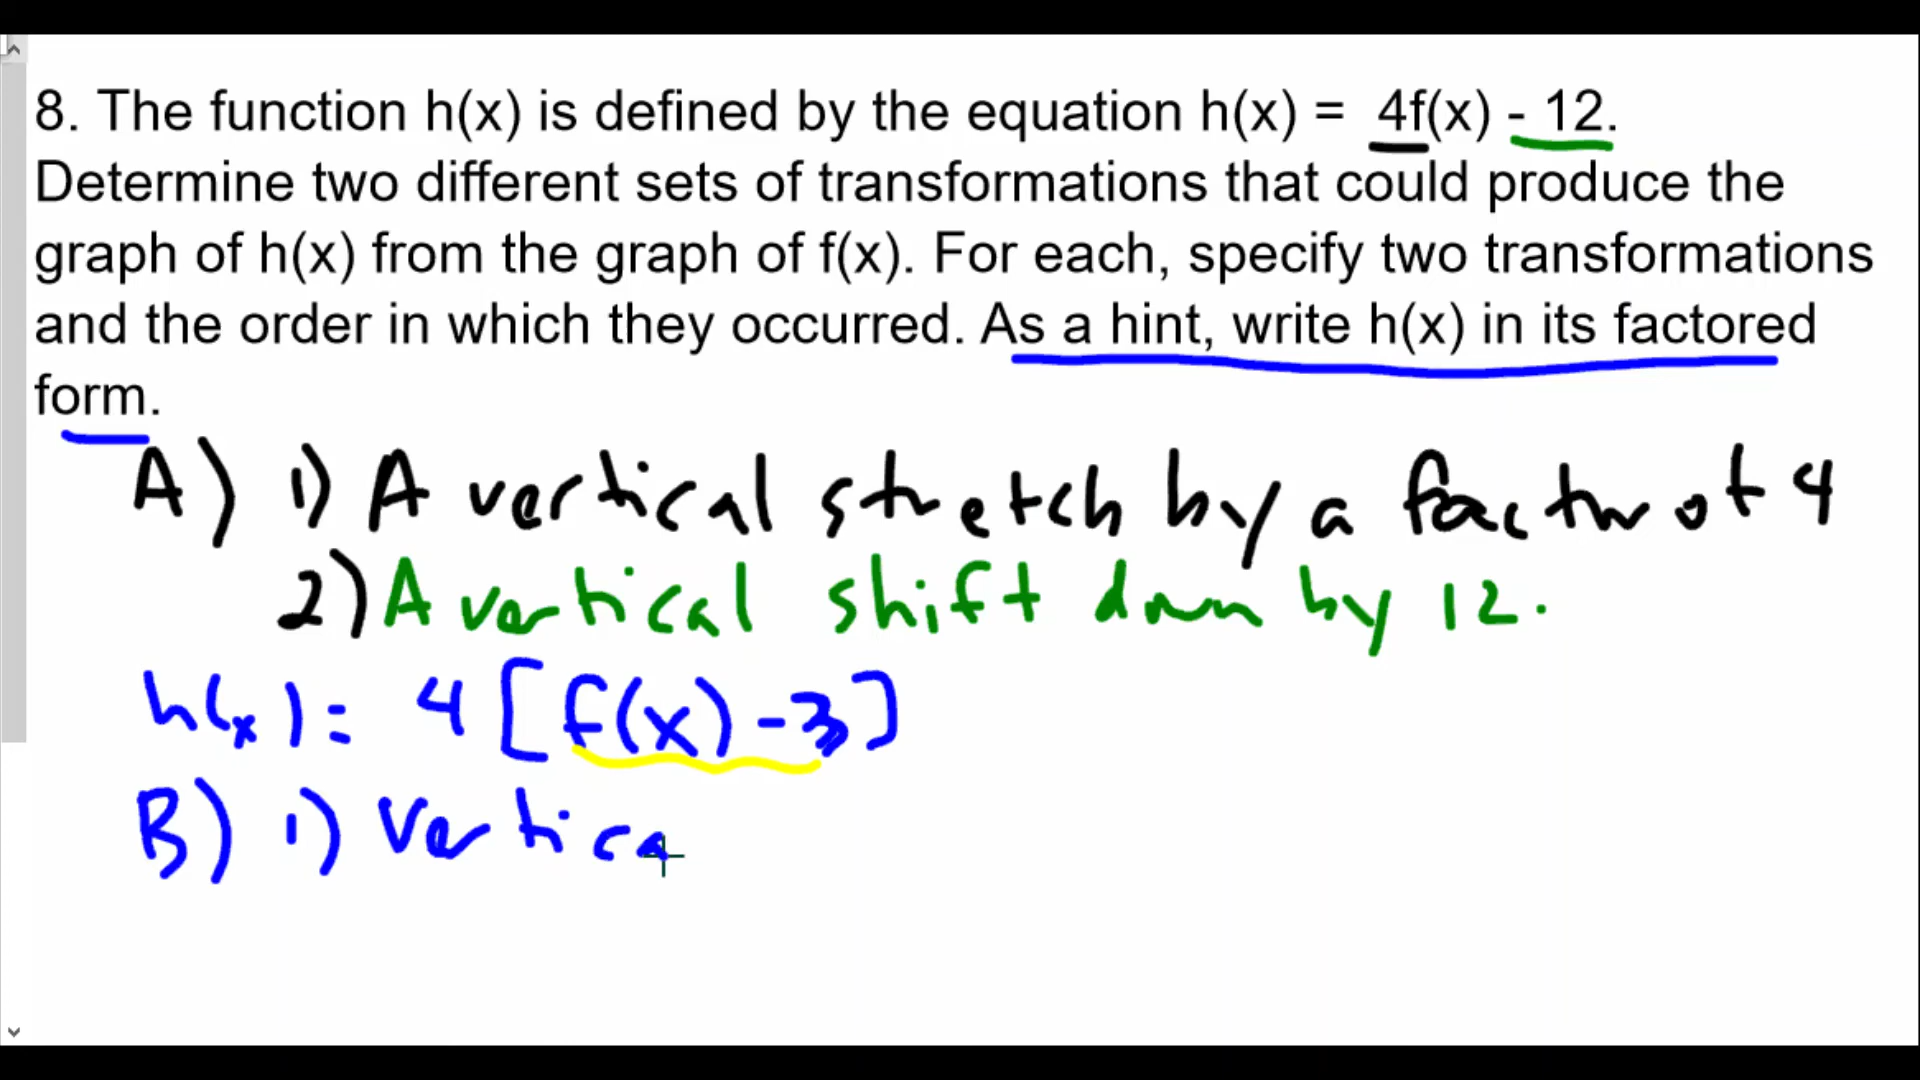 8. The function h(x) is defined by the equation h(x) = 4f(x) - 12.
Determine two different sets of transformations that could produce the
graph of h(x) from the graph of f(x). For each, specify two transformations
and the order in which they occurred. As a hint, write h(x) in its factored
form.
A) 1) A vertical stretch by a factor of 4
2) A vertical shift down by 12.
h(x) = 4[f(x)-3]
B) 1) Vertica